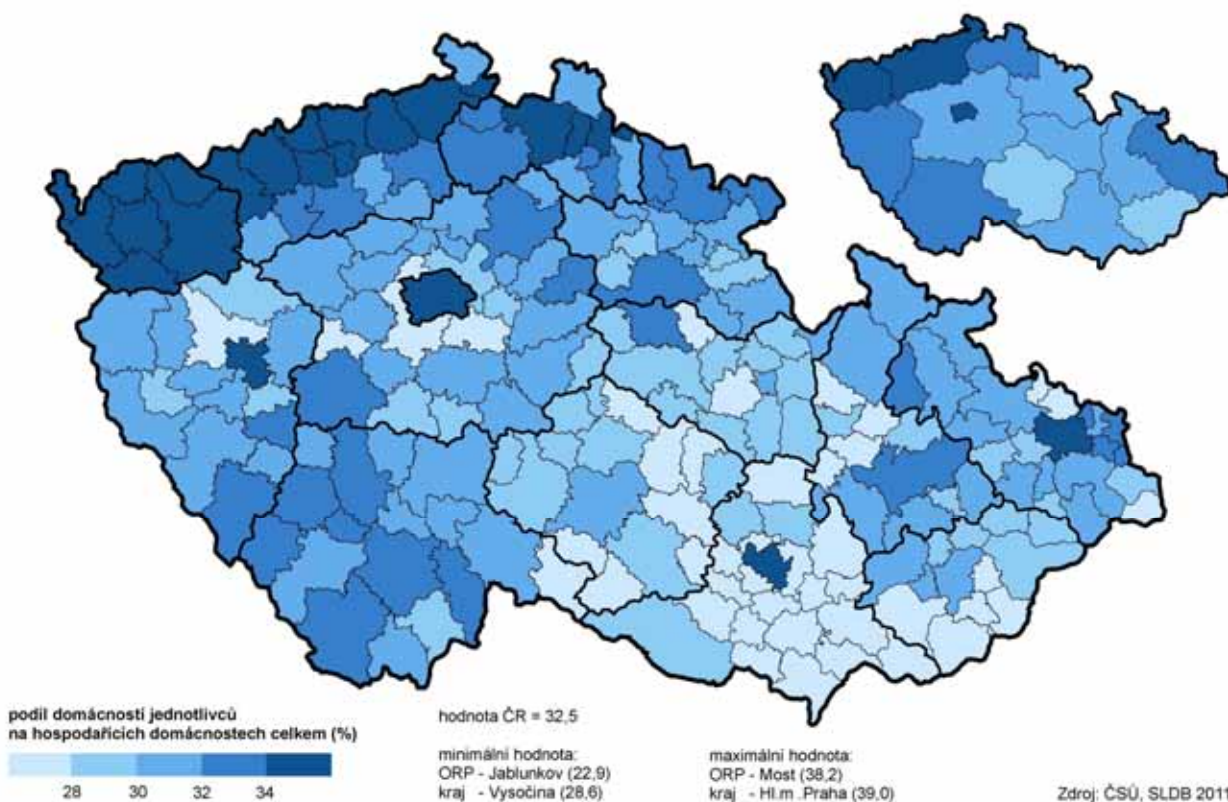 podíl domácností jednotlivců
na hospodařících domácnostech celkem (%)
28 30 32 34
hodnota ČR = 32,5
minimální hodnota:
ORP - Jablunkov (22,9)
kraj - Vysočina (28,6)
maximální hodnota:
ORP - Most (38,2)
kraj - Hl.m .Praha (39,0)
Zdroj: ČSÚ, SLDB 2011